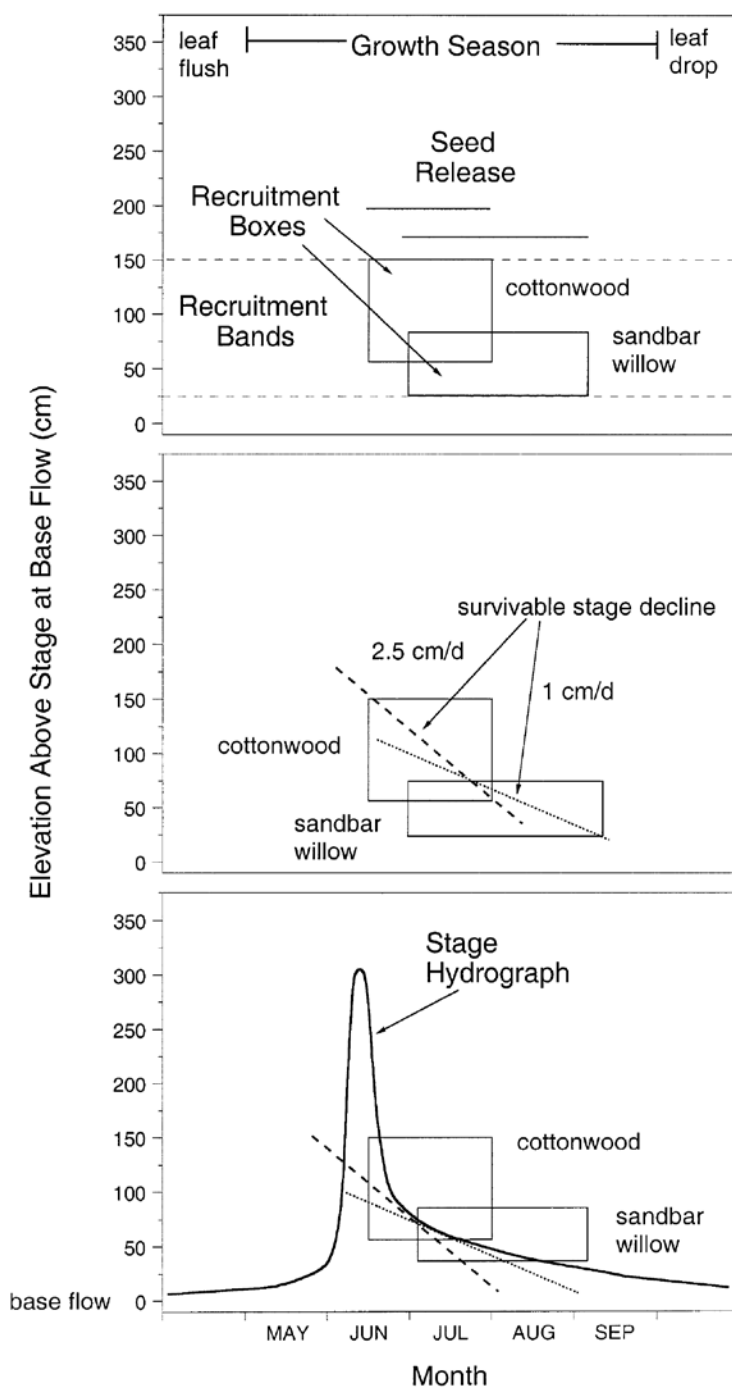 Elevation Above Stage at Base Flow (cm)
350
300
250
200
150
100
50
0
leaf
flush
Growth Season
leaf
drop
Seed
Release
Recruitment
Boxes
Recruitment
Bands
cottonwood
sandbar
willow
350
300
250
200
150
100
50
0
survivable stage decline
2.5 cm/d
1 cm/d
cottonwood
sandbar
willow
350
300
250
200
150
100
50
base flow 0
Stage
Hydrograph
cottonwood
sandbar
willow
MAY JUN JUL AUG SEP
Month